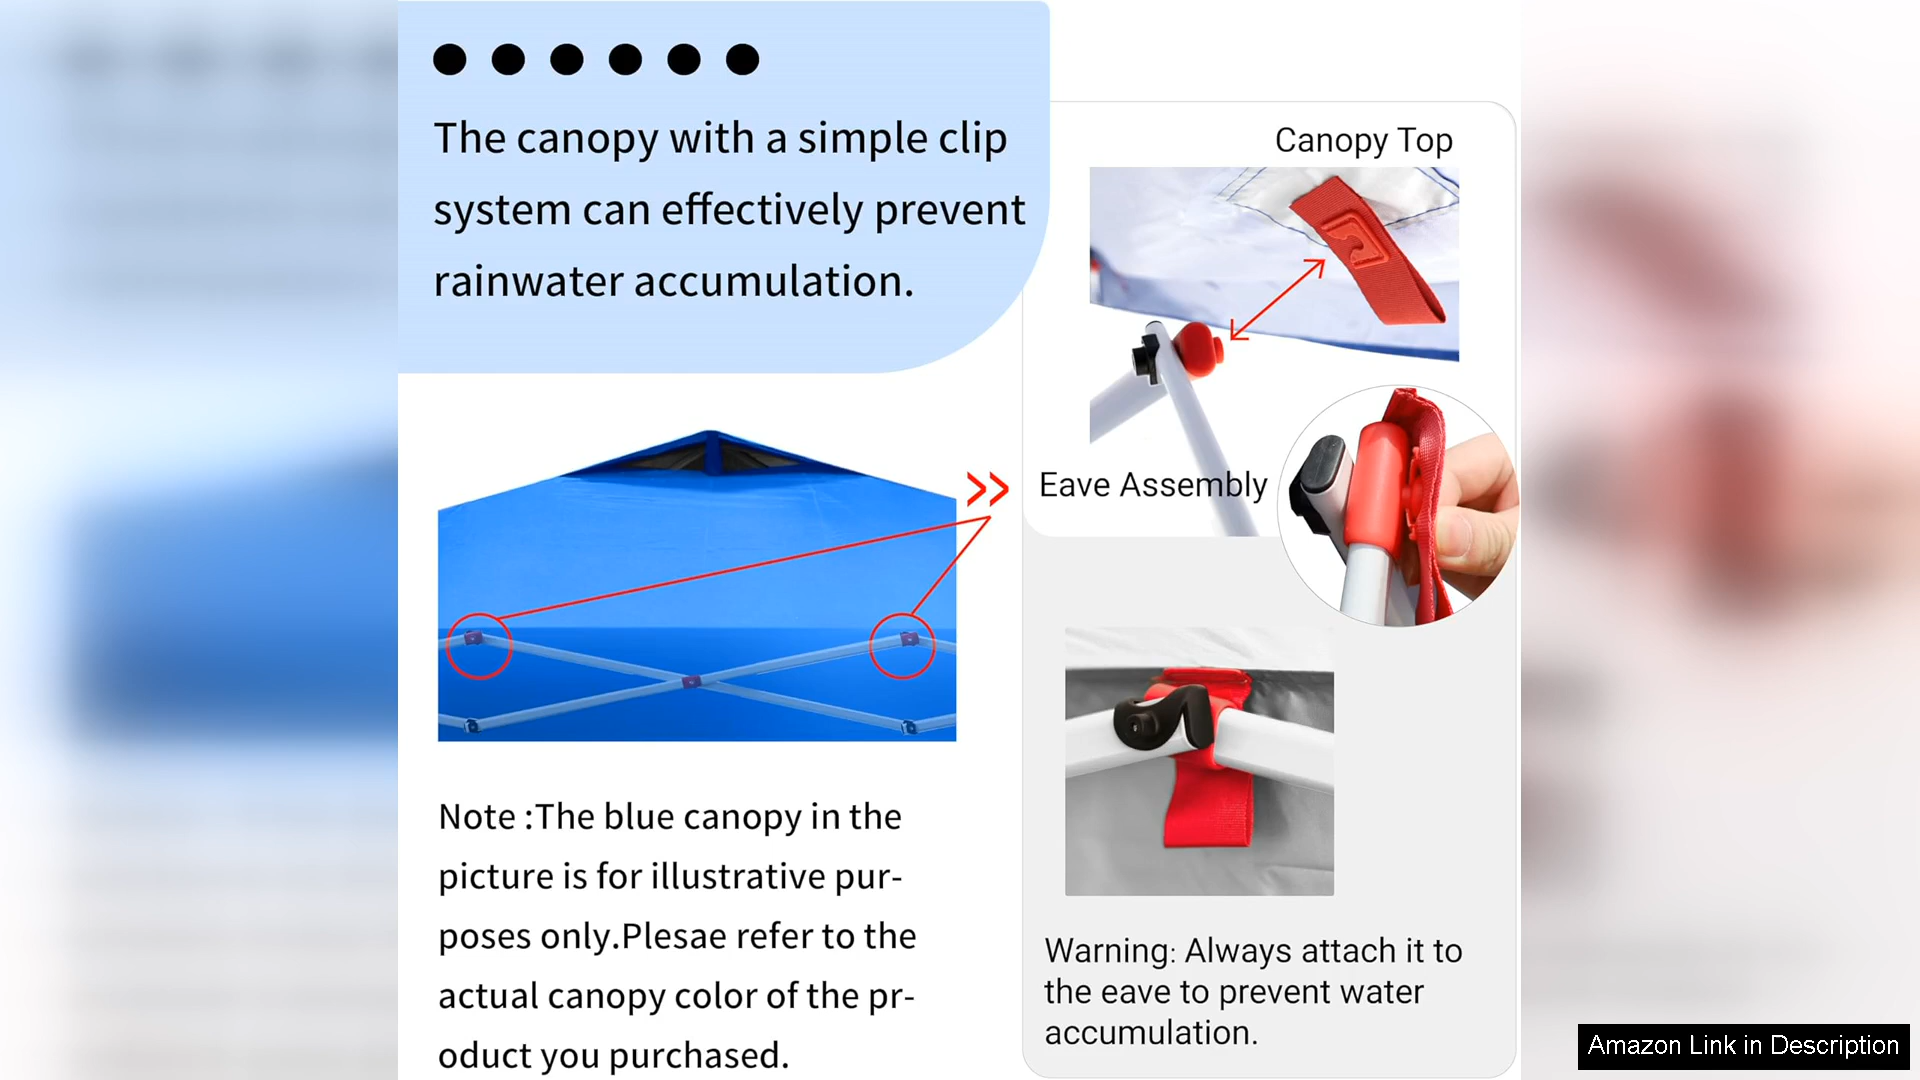 The canopy with a simple clip
system can effectively prevent
rainwater accumulation.
Canopy Top
Eave Assembly
Note :The blue canopy in the
picture is for illustrative pur-
poses only.Plesae refer to the
actual canopy color of the pr-
oduct you purchased.
Warning: Always attach it to
the eave to prevent water
accumulation.
Amazon Link in Description